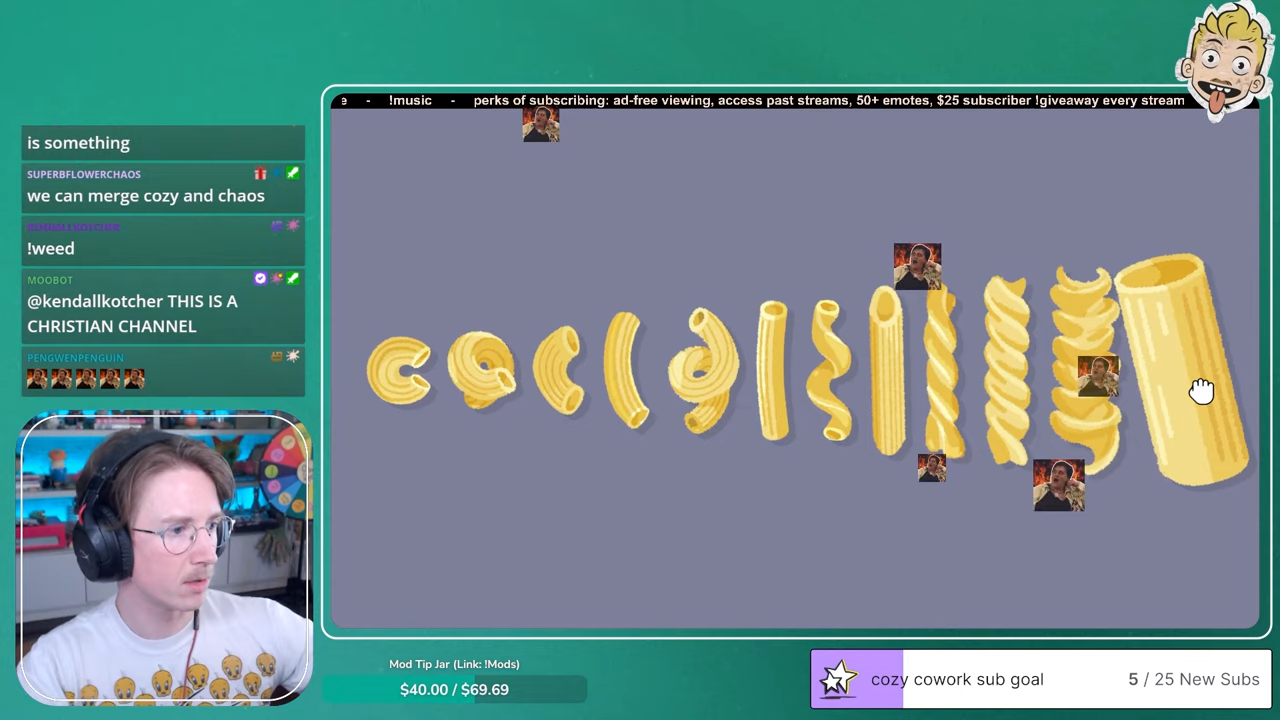 e - !music - perks of subscribing: ad-free viewing, access past streams, 50+ emotes, $25 subscriber !giveaway every stream
is something
SUPERBFLOWERCHAOS
we can merge cozy and chaos
KENDALLKOTCHER
!weed
MOOBOT
@kendallkotcher THIS IS A
CHRISTIAN CHANNEL
PENGWENPENGUIN
Mod Tip Jar (Link: !Mods)
$40.00 / $69.69
cozy cowork sub goal
5 / 25 New Subs